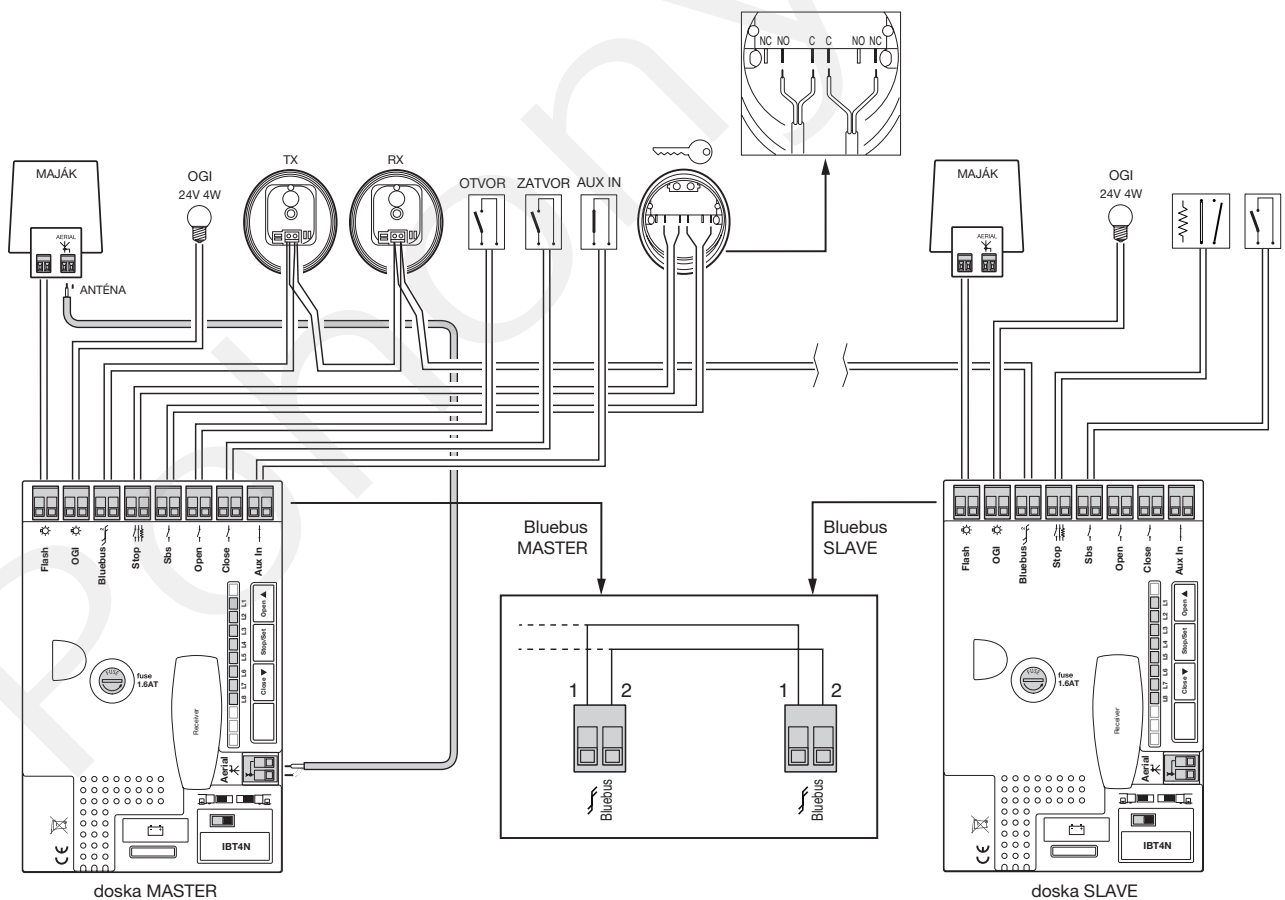 Pohony
NC NO C C NO NC
MAJÁK
AERIAL
ANTÉNA
OGI
24V 4W
TX
RX
OTVOR
ZATVOR
AUX IN
MAJÁK
AERIAL
OGI
24V 4W
Flash
OGI
Bluebus
Stop
Sbs
Open
Close
Aux In
L1
L2
L3
L4
L5
L6
L7
L8
Open ▲
Stop/Set
Close ▼
FUSE
fuse
1.6AT
Receiver
Aerial
IBT4N
CE
doska MASTER
Bluebus
MASTER
Bluebus
SLAVE
1 2
Bluebus
1 2
Bluebus
Flash
OGI
Bluebus
Stop
Sbs
Open
Close
Aux In
L1
L2
L3
L4
L5
L6
L7
L8
Open ▲
Stop/Set
Close ▼
FUSE
fuse
1.6AT
Receiver
Aerial
IBT4N
CE
doska SLAVE